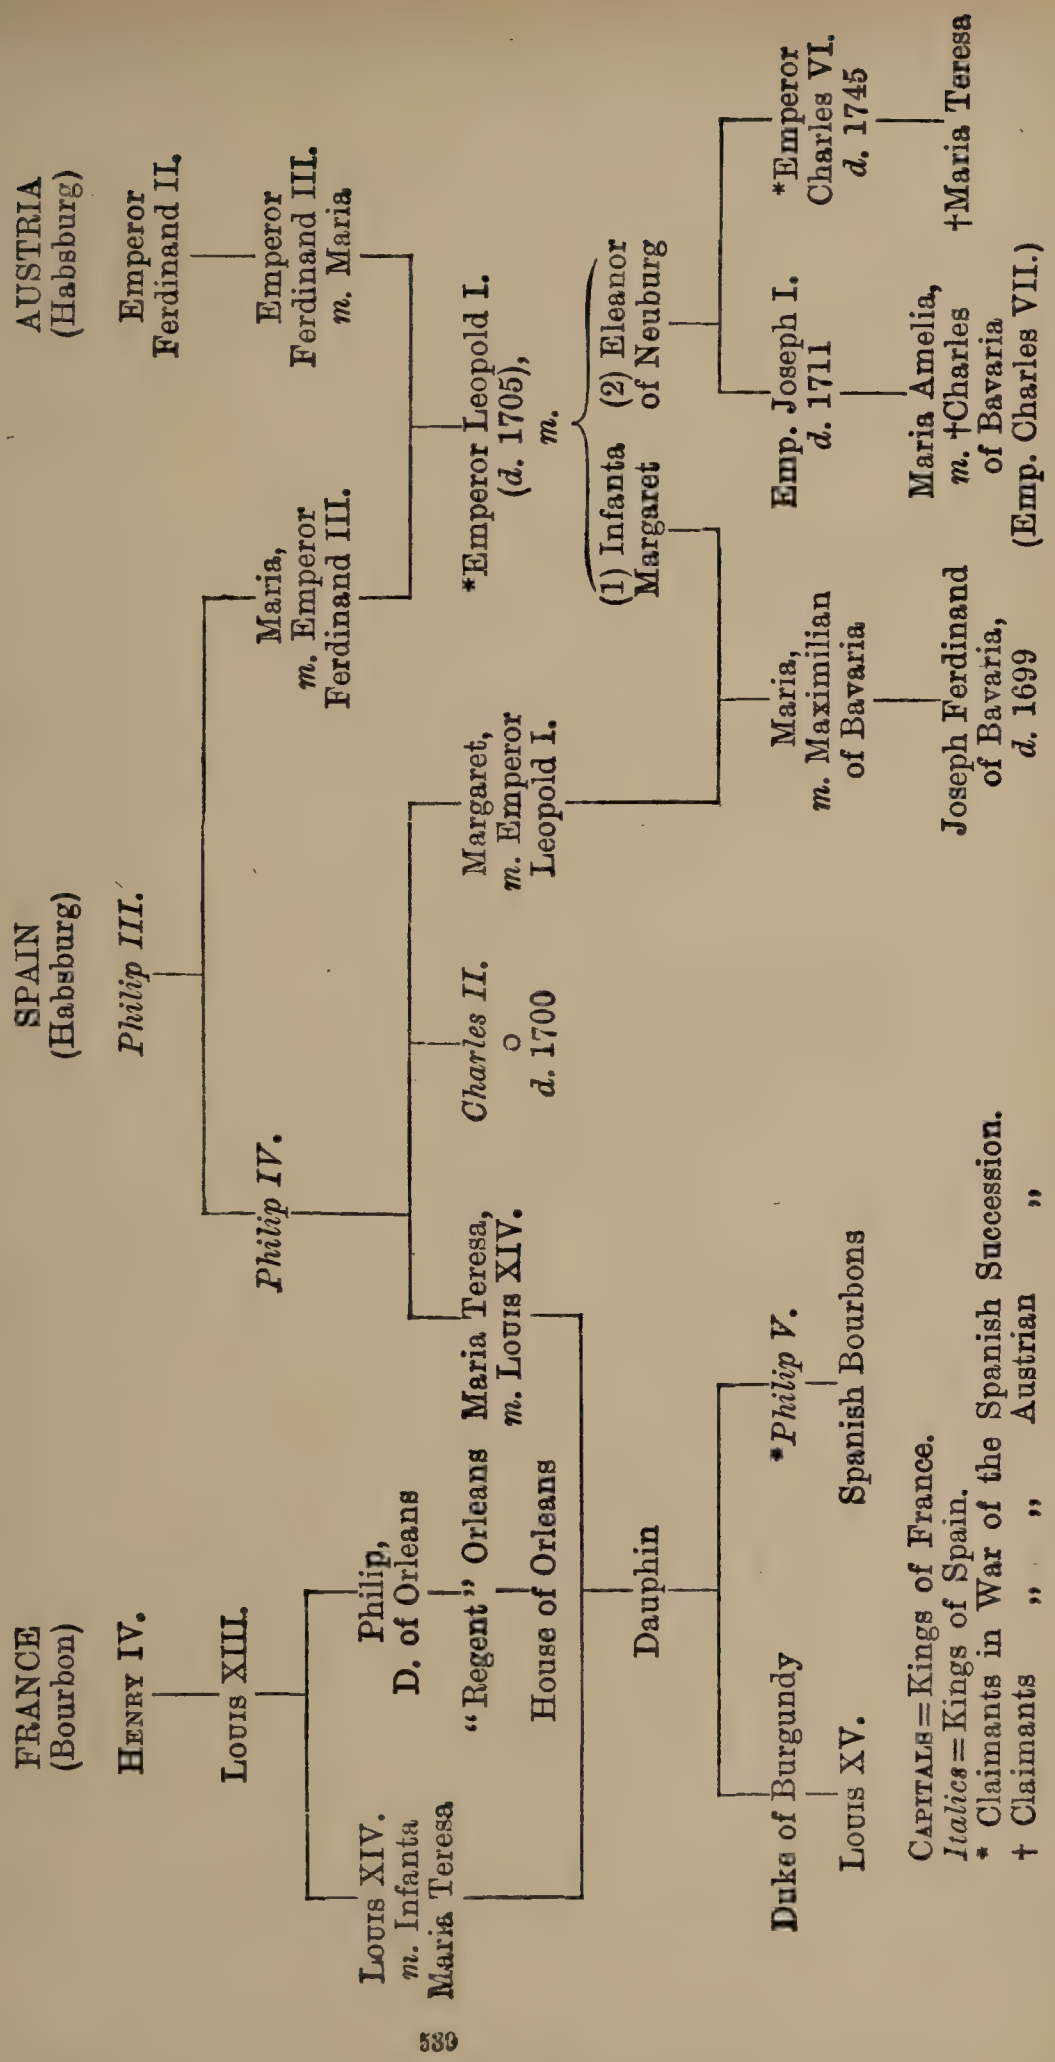 FRANCE
(Bourbon)
HENRY IV.
LOUIS XIII.
LOUIS XIV.
m. Infanta
Maria Teresa
Philip,
D. of Orleans
"Regent" Orleans
House of Orleans
Dauphin
Duke of Burgundy
LOUIS XV.
*Philip V.
Spanish Bourbons
SPAIN
(Habsburg)
Philip III.
Philip IV.
Maria,
m. Emperor
Ferdinand III.
Maria Teresa,
m. LOUIS XIV.
Charles II.
O
d. 1700
Margaret,
m. Emperor
Leopold I.
AUSTRIA
(Habsburg)
Emperor
Ferdinand II.
Emperor
Ferdinand III.
m. Maria
*Emperor Leopold I.
(d. 1705),
m.
(1) Infanta
Margaret
(2) Eleanor
of Neuburg
Maria,
m. Maximilian
of Bavaria
Joseph Ferdinand
of Bavaria,
d. 1699
Emp. Joseph I.
d. 1711
Maria Amelia,
m. †Charles
of Bavaria
(Emp. Charles VII.)
*Emperor
Charles VI.
d. 1745
†Maria Teresa
CAPITALS=Kings of France.
Italics=Kings of Spain.
* Claimants in War of the Spanish Succession.
† Claimants „ „ Austrian „
539